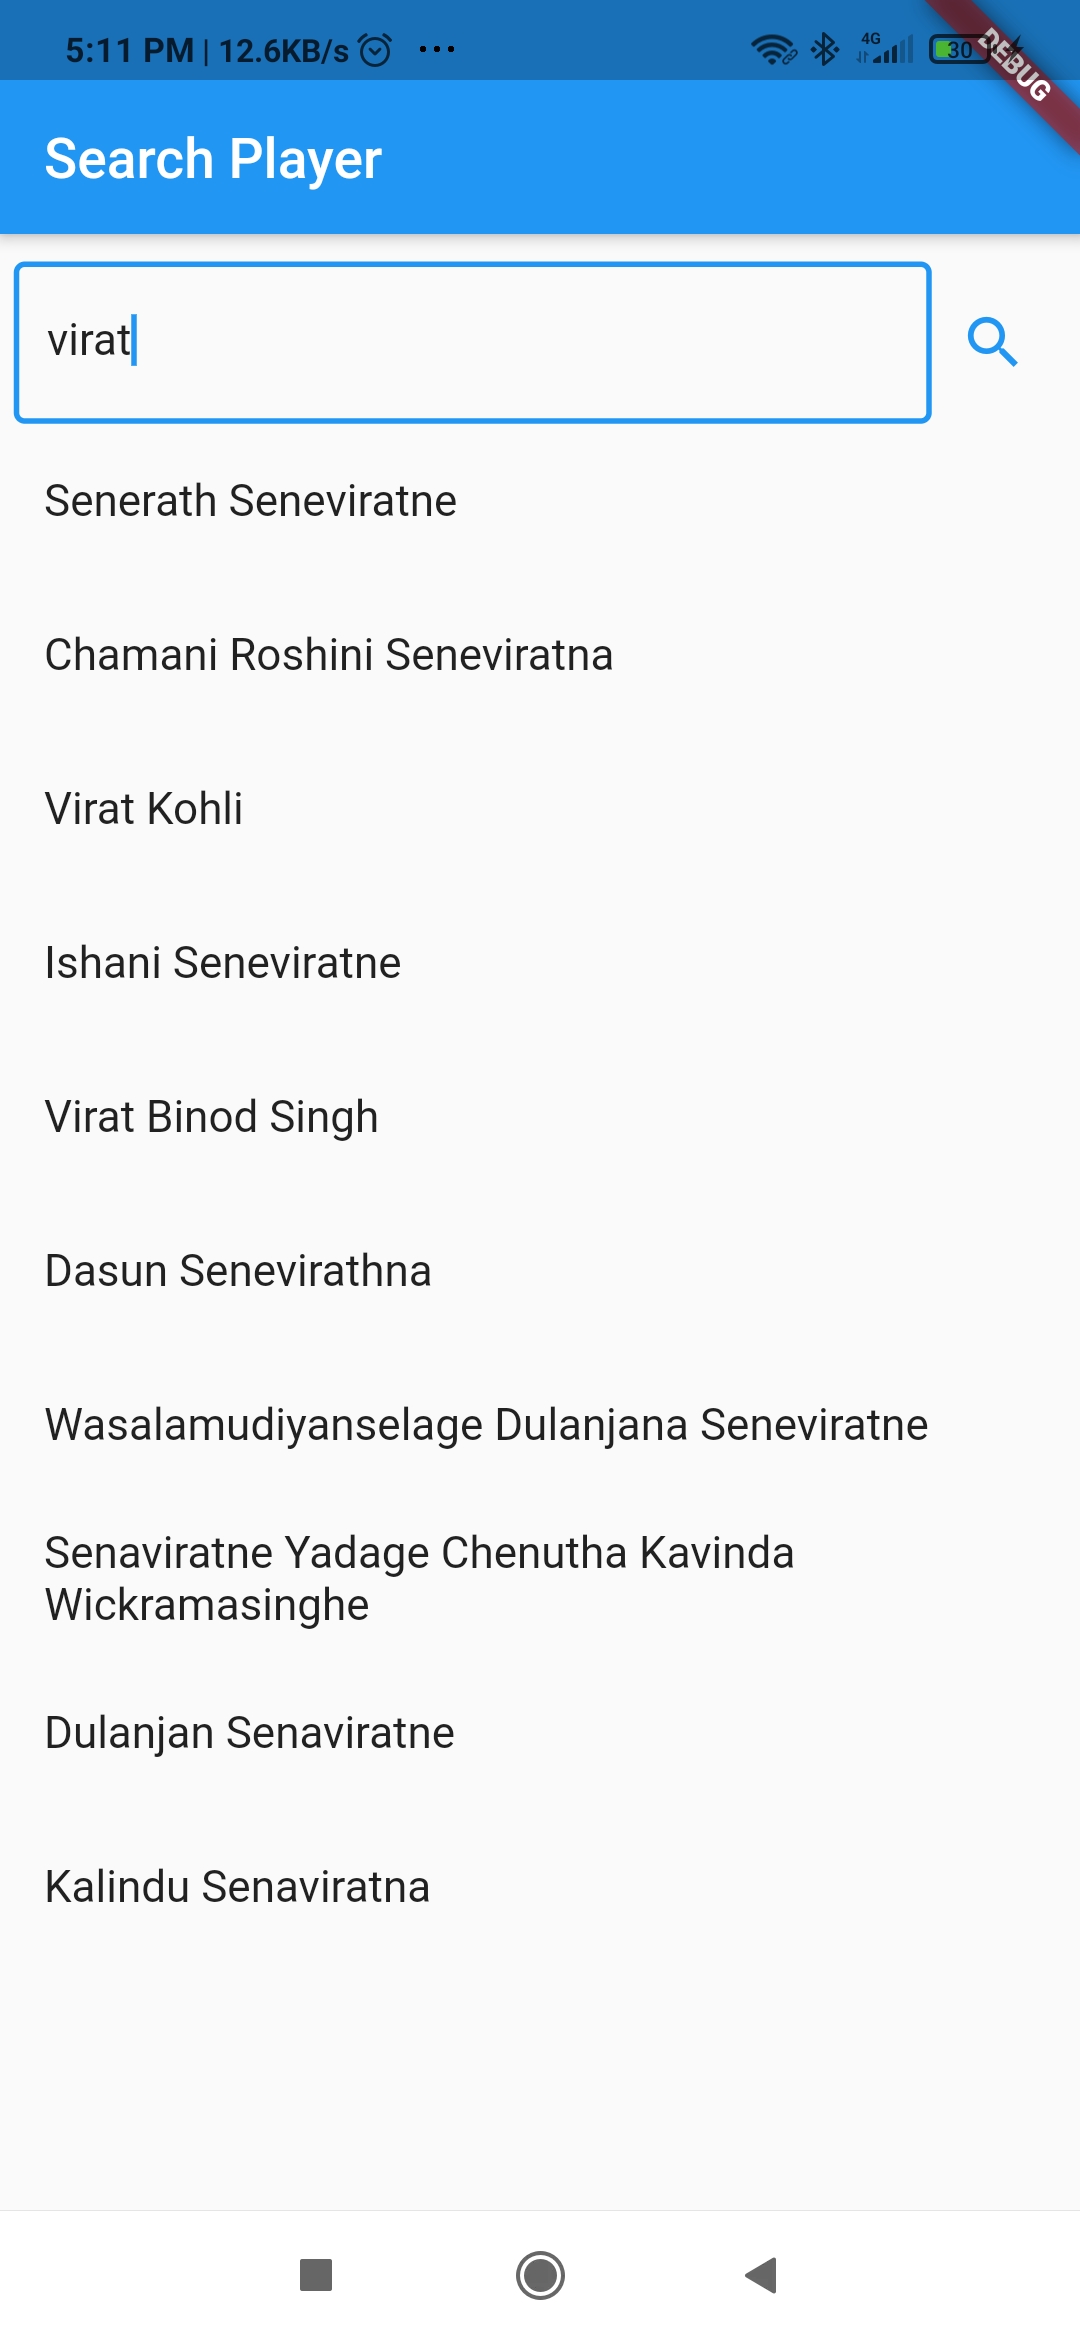 5:11 PM | 12.6KB/s ...
4G
30
DEBUG
Search Player
virat
Senerath Seneviratne
Chamani Roshini Seneviratna
Virat Kohli
Ishani Seneviratne
Virat Binod Singh
Dasun Senevirathna
Wasalamudiyanselage Dulanjana Seneviratne
Senaviratne Yadage Chenutha Kavinda
Wickramasinghe
Dulanjan Senaviratne
Kalindu Senaviratna